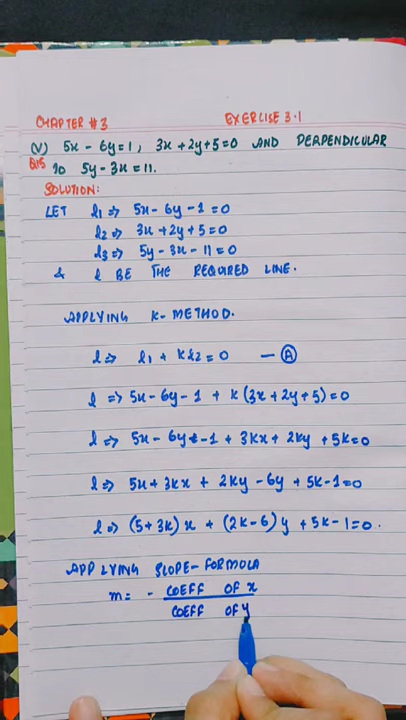 CHAPTER #3 EXERCISE 3.1
(V) 5x - 6y = 1, 3x + 2y + 5 = 0 AND PERPENDICULAR
Q15 TO 5y - 3x = 11.
SOLUTION:
LET l1 => 5x - 6y - 1 = 0
l2 => 3x + 2y + 5 = 0
l3 => 5y - 3x - 11 = 0
& l BE THE REQUIRED LINE.
APPLYING K-METHOD.
l => l1 + kl2 = 0 — (A)
l => 5x - 6y - 1 + k(3x + 2y + 5) = 0
l => 5x - 6y - 1 + 3kx + 2ky + 5k = 0
l => 5x + 3kx + 2ky - 6y + 5k - 1 = 0
l => (5 + 3k)x + (2k - 6)y + 5k - 1 = 0.
APPLYING SLOPE-FORMULA
m = - COEFF OF x
COEFF OF y